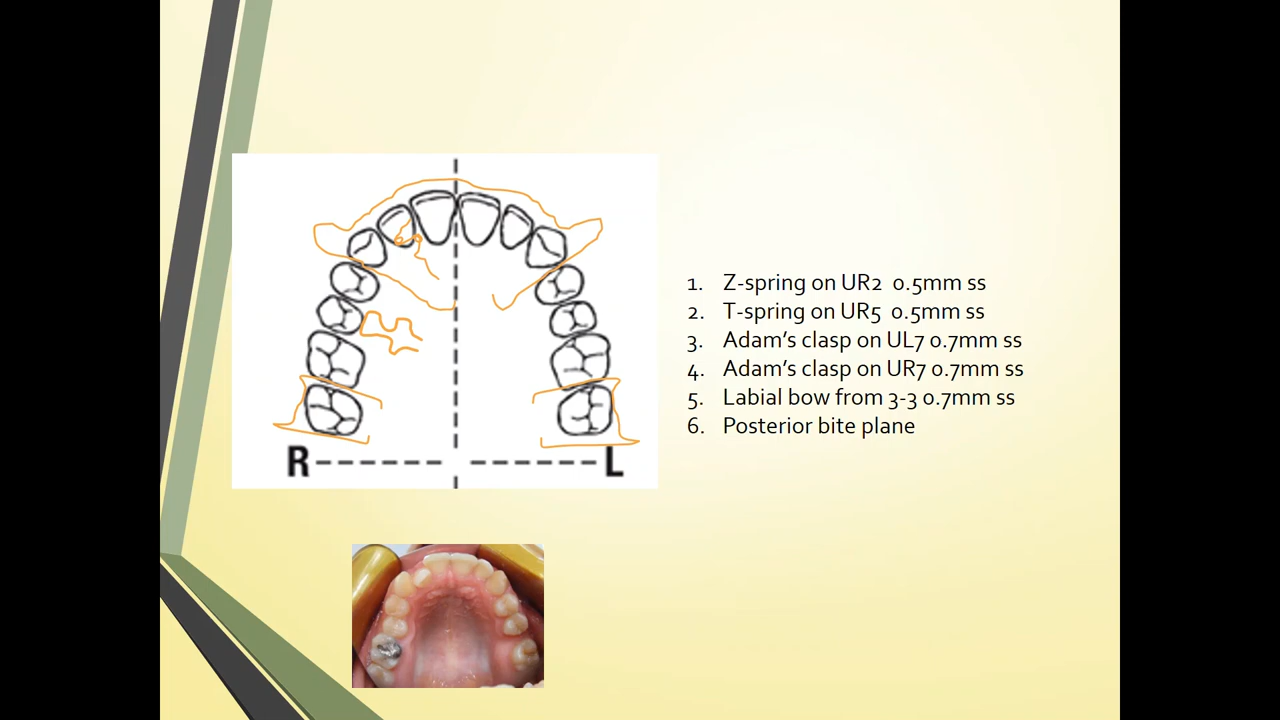 R L
1. Z-spring on UR2 0.5mm ss
2. T-spring on UR5 0.5mm ss
3. Adam's clasp on UL7 0.7mm ss
4. Adam's clasp on UR7 0.7mm ss
5. Labial bow from 3-3 0.7mm ss
6. Posterior bite plane